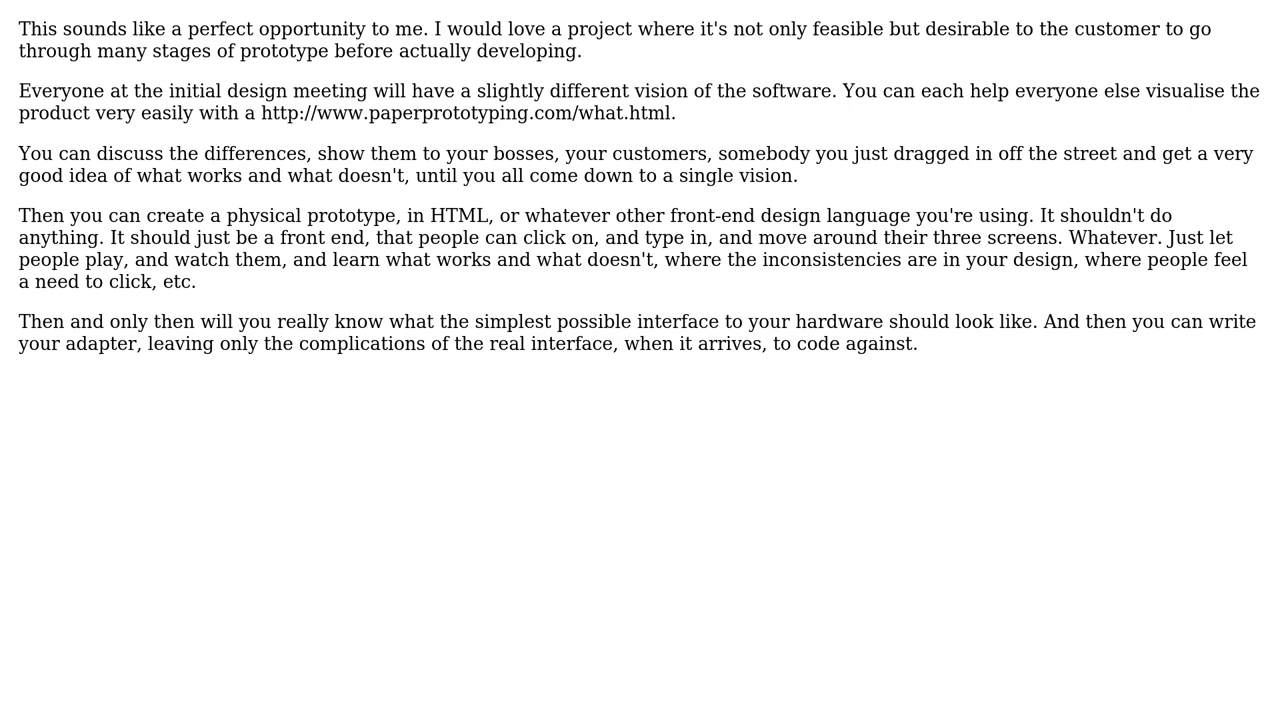 This sounds like a perfect opportunity to me. I would love a project where it's not only feasible but desirable to the customer to go
through many stages of prototype before actually developing.
Everyone at the initial design meeting will have a slightly different vision of the software. You can each help everyone else visualise the
product very easily with a http://www.paperprototyping.com/what.html.
You can discuss the differences, show them to your bosses, your customers, somebody you just dragged in off the street and get a very
good idea of what works and what doesn't, until you all come down to a single vision.
Then you can create a physical prototype, in HTML, or whatever other front-end design language you're using. It shouldn't do
anything. It should just be a front end, that people can click on, and type in, and move around their three screens. Whatever. Just let
people play, and watch them, and learn what works and what doesn't, where the inconsistencies are in your design, where people feel
a need to click, etc.
Then and only then will you really know what the simplest possible interface to your hardware should look like. And then you can write
your adapter, leaving only the complications of the real interface, when it arrives, to code against.